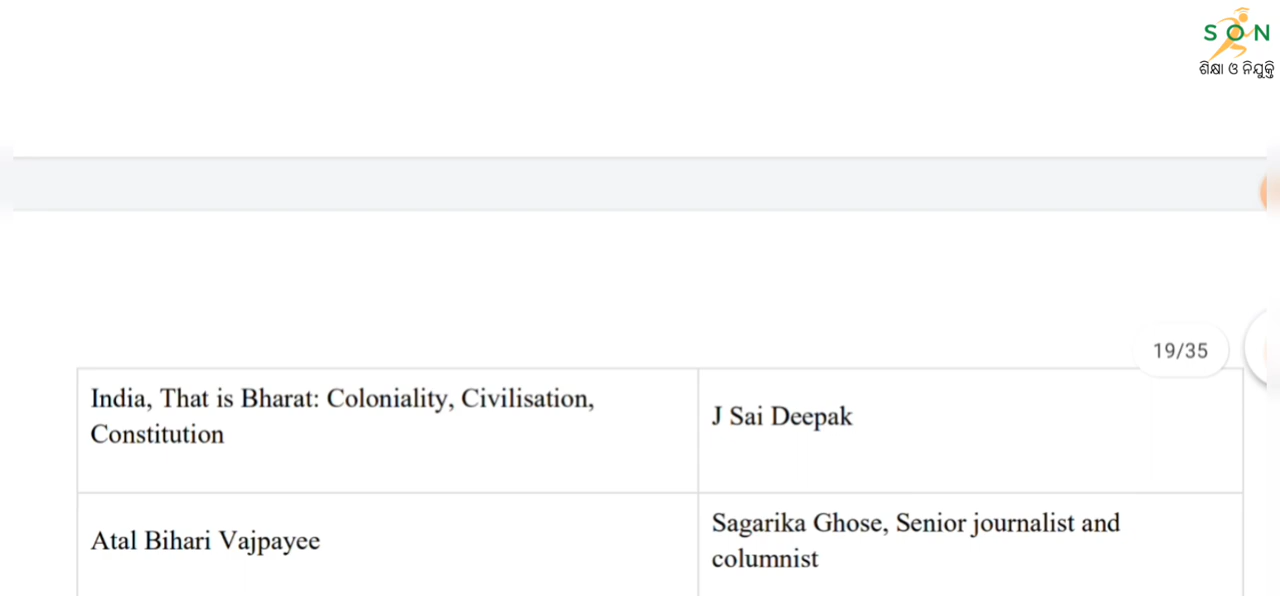 SON
ଶିକ୍ଷା ଓ ନିଯୁକ୍ତି
19/35
India, That is Bharat: Coloniality, Civilisation,
Constitution
J Sai Deepak
Atal Bihari Vajpayee
Sagarika Ghose, Senior journalist and
columnist